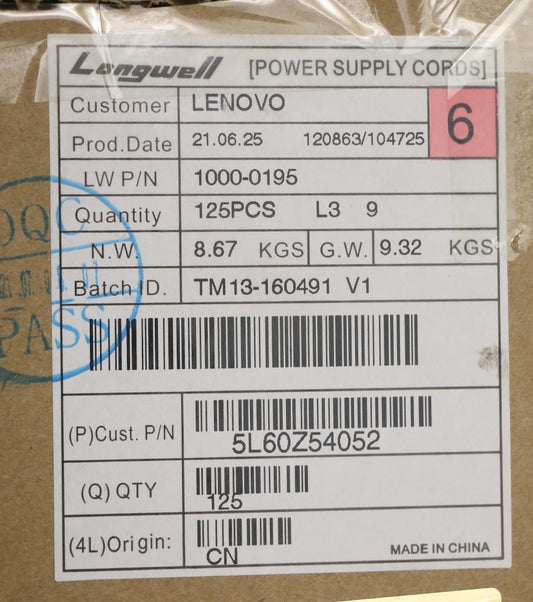 Longwell [POWER SUPPLY CORDS]
Customer LENOVO
6
Prod.Date 21.06.25 120863/104725
LW P/N 1000-0195
Quantity 125PCS L3 9
N.W. 8.67 KGS G.W. 9.32 KGS
Batch ID. TM13-160491 V1
OQC
PASS
(P)Cust. P/N 5L60Z54052
(Q) QTY 125
(4L)Origin: CN MADE IN CHINA